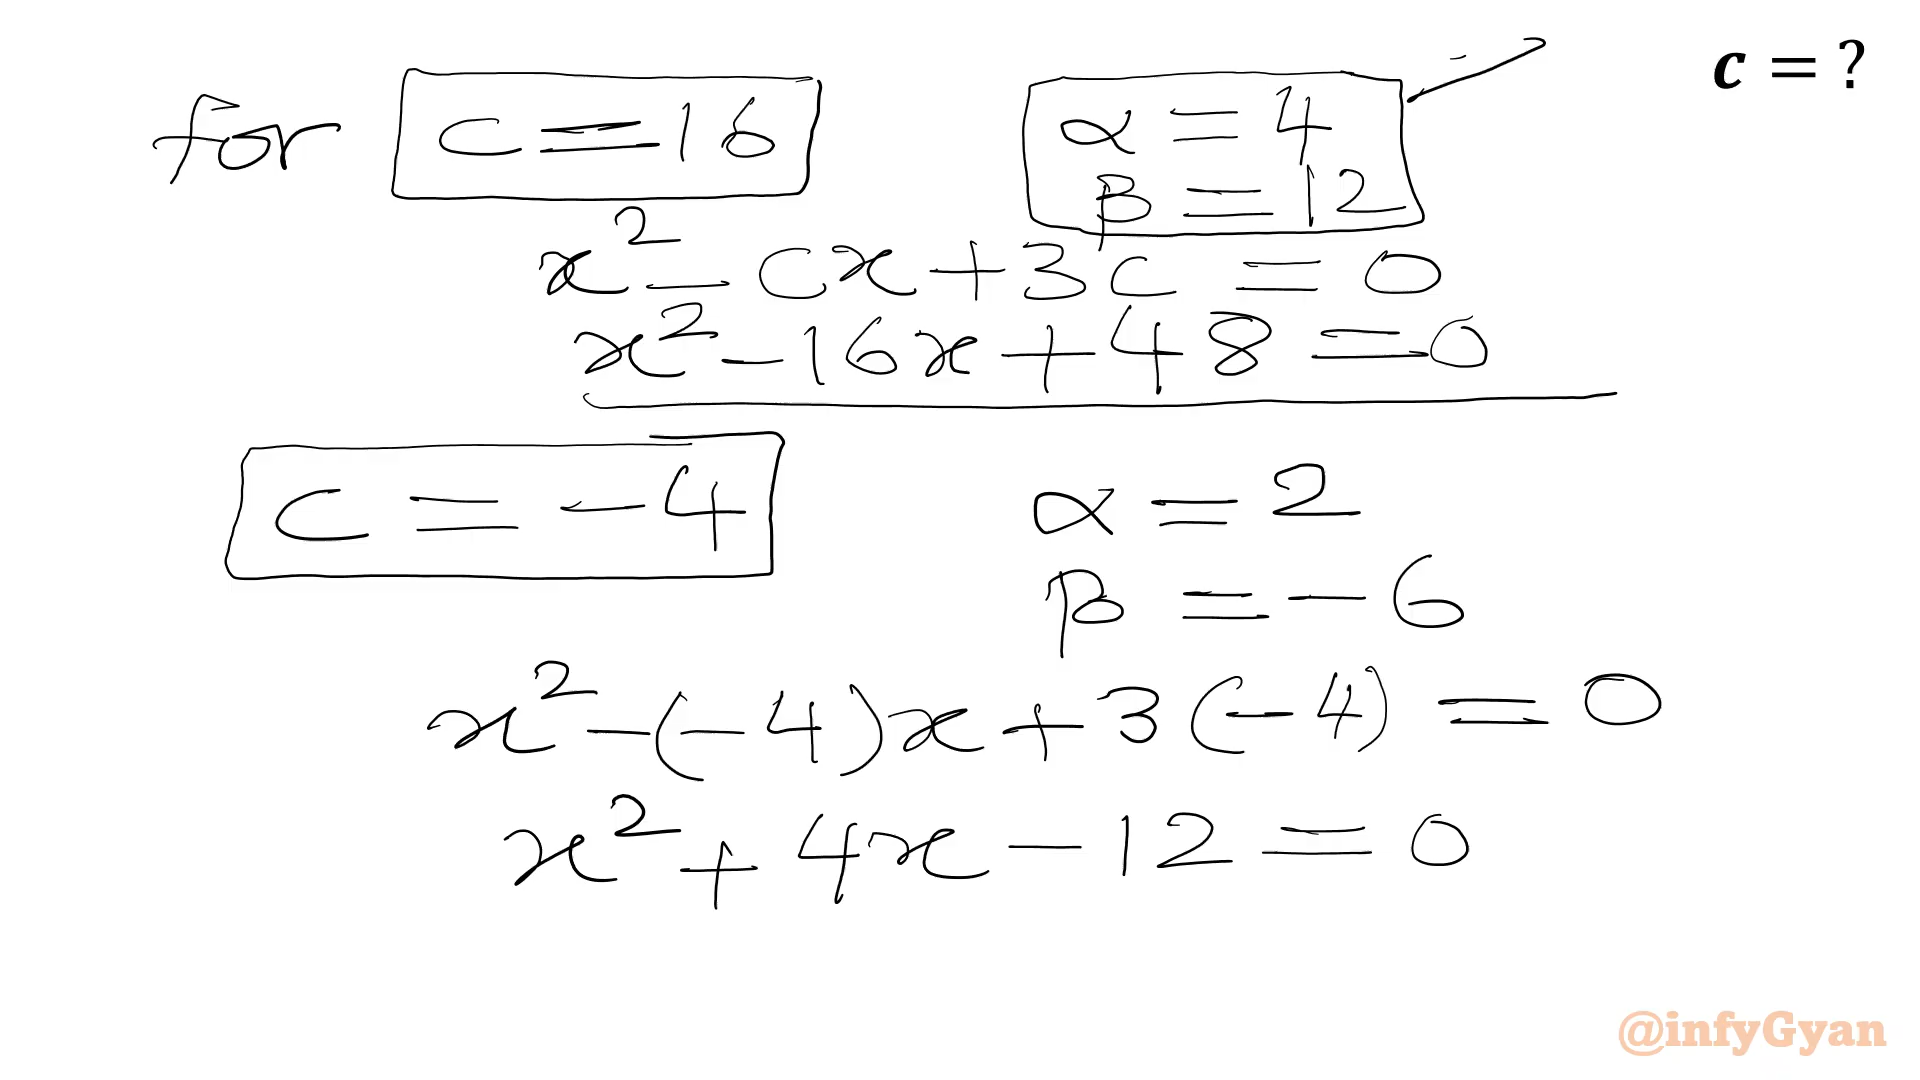 c = ?
for c = 16 α = 4
β = 12
x² - cx + 3c = 0
x² - 16x + 48 = 0
c = -4 α = 2
β = -6
x² - (-4)x + 3(-4) = 0
x² + 4x - 12 = 0
@infyGyan